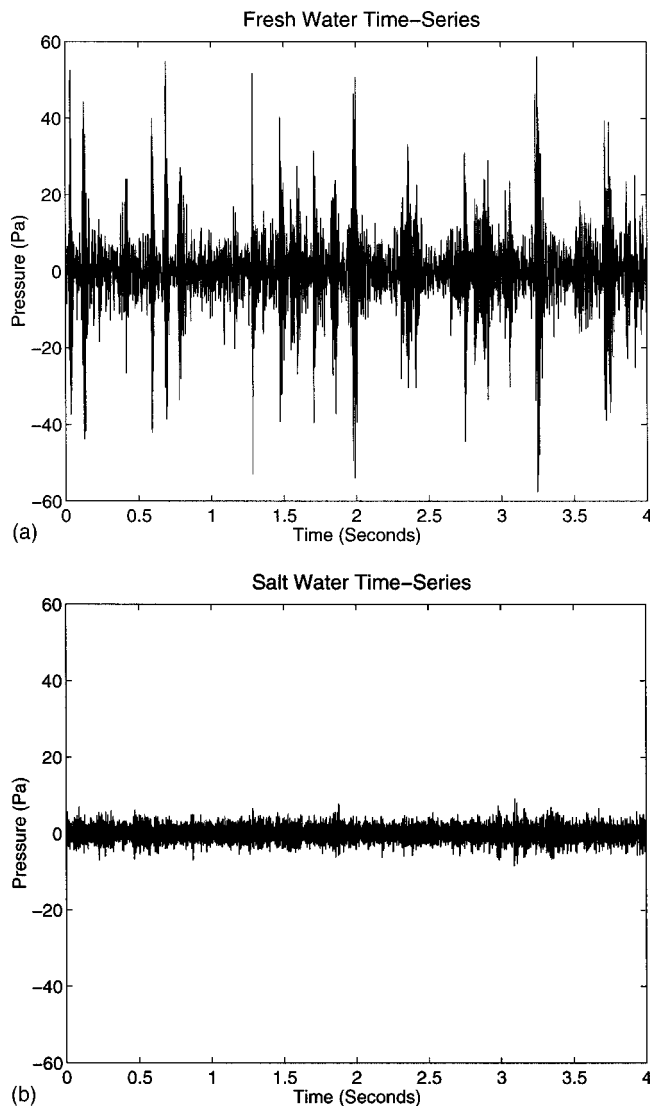 Fresh Water Time-Series
60
40
20
0
-20
-40
-60
Pressure (Pa)
0 0.5 1 1.5 2 2.5 3 3.5 4
Time (Seconds)
(a)
Salt Water Time-Series
60
40
20
0
-20
-40
-60
Pressure (Pa)
0 0.5 1 1.5 2 2.5 3 3.5 4
Time (Seconds)
(b)